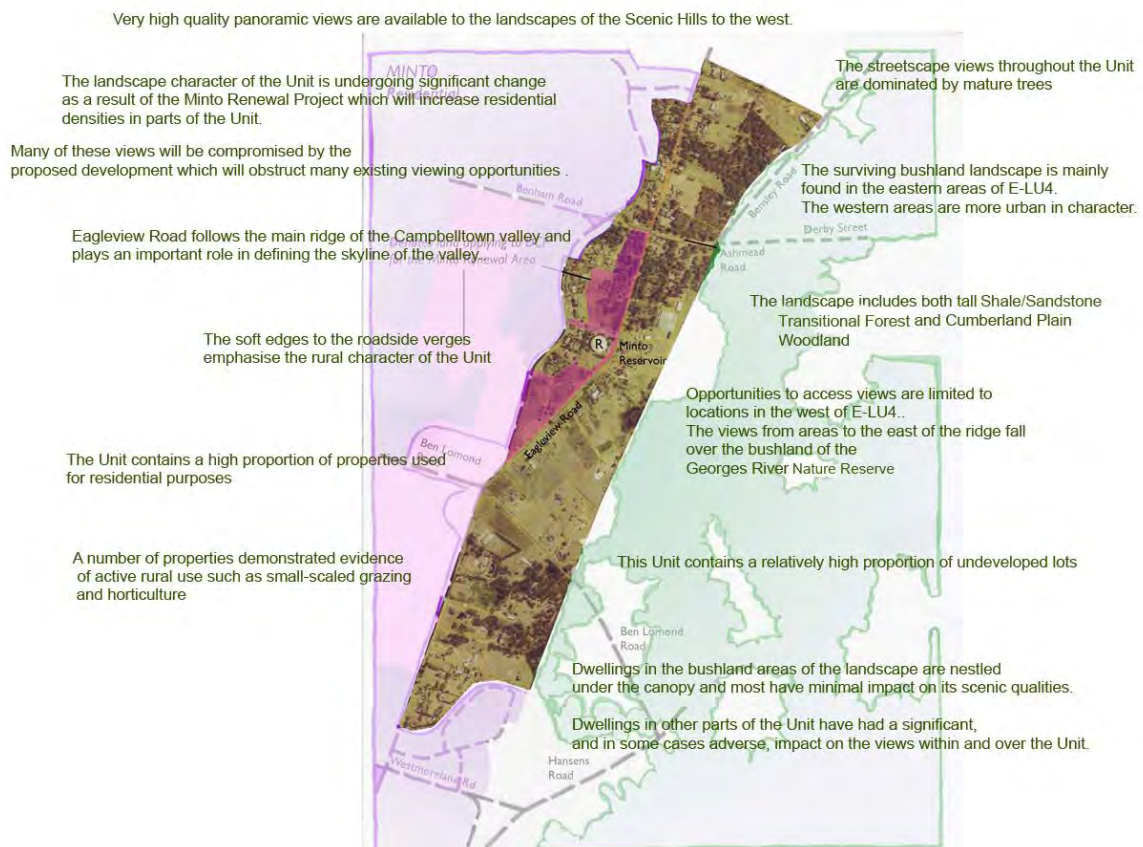 Very high quality panoramic views are available to the landscapes of the Scenic Hills to the west.
MINTO
Residential
The landscape character of the Unit is undergoing significant change
as a result of the Minto Renewal Project which will increase residential
densities in parts of the Unit.
The streetscape views throughout the Unit
are dominated by mature trees
Many of these views will be compromised by the
proposed development which will obstruct many existing viewing opportunities .
Benham Road
Bensley Road
The surviving bushland landscape is mainly
found in the eastern areas of E-LU4.
The western areas are more urban in character.
Derby Street
Ashmead
Road
Eagleview Road follows the main ridge of the Campbelltown valley and
plays an important role in defining the skyline of the valley..
Denotes land applying to DCP
for the Minto Renewal Area
The landscape includes both tall Shale/Sandstone
Transitional Forest and Cumberland Plain
Woodland
The soft edges to the roadside verges
emphasise the rural character of the Unit
R
Minto
Reservoir
Eagleview Road
Opportunities to access views are limited to
locations in the west of E-LU4..
The views from areas to the east of the ridge fall
over the bushland of the
Georges River Nature Reserve
Ben Lomond
Road
The Unit contains a high proportion of properties used
for residential purposes
A number of properties demonstrated evidence
of active rural use such as small-scaled grazing
and horticulture
This Unit contains a relatively high proportion of undeveloped lots
Ben Lomond
Road
Dwellings in the bushland areas of the landscape are nestled
under the canopy and most have minimal impact on its scenic qualities.
Dwellings in other parts of the Unit have had a significant,
and in some cases adverse, impact on the views within and over the Unit.
Hansens
Road
Westmoreland Rd